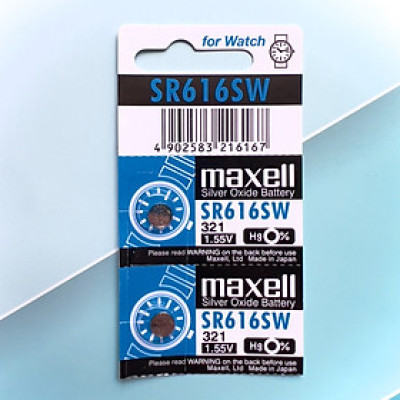 for Watch
SR616SW
4 902583 216167
maxell
Silver Oxide Battery
SR616SW
321
1.55V
Hg 0%
Please read WARNING on the back before use.
Maxell, Ltd Made in Japan
maxell
Silver Oxide Battery
SR616SW
321
1.55V
Hg 0%
Please read WARNING on the back before use.
Maxell, Ltd Made in Japan